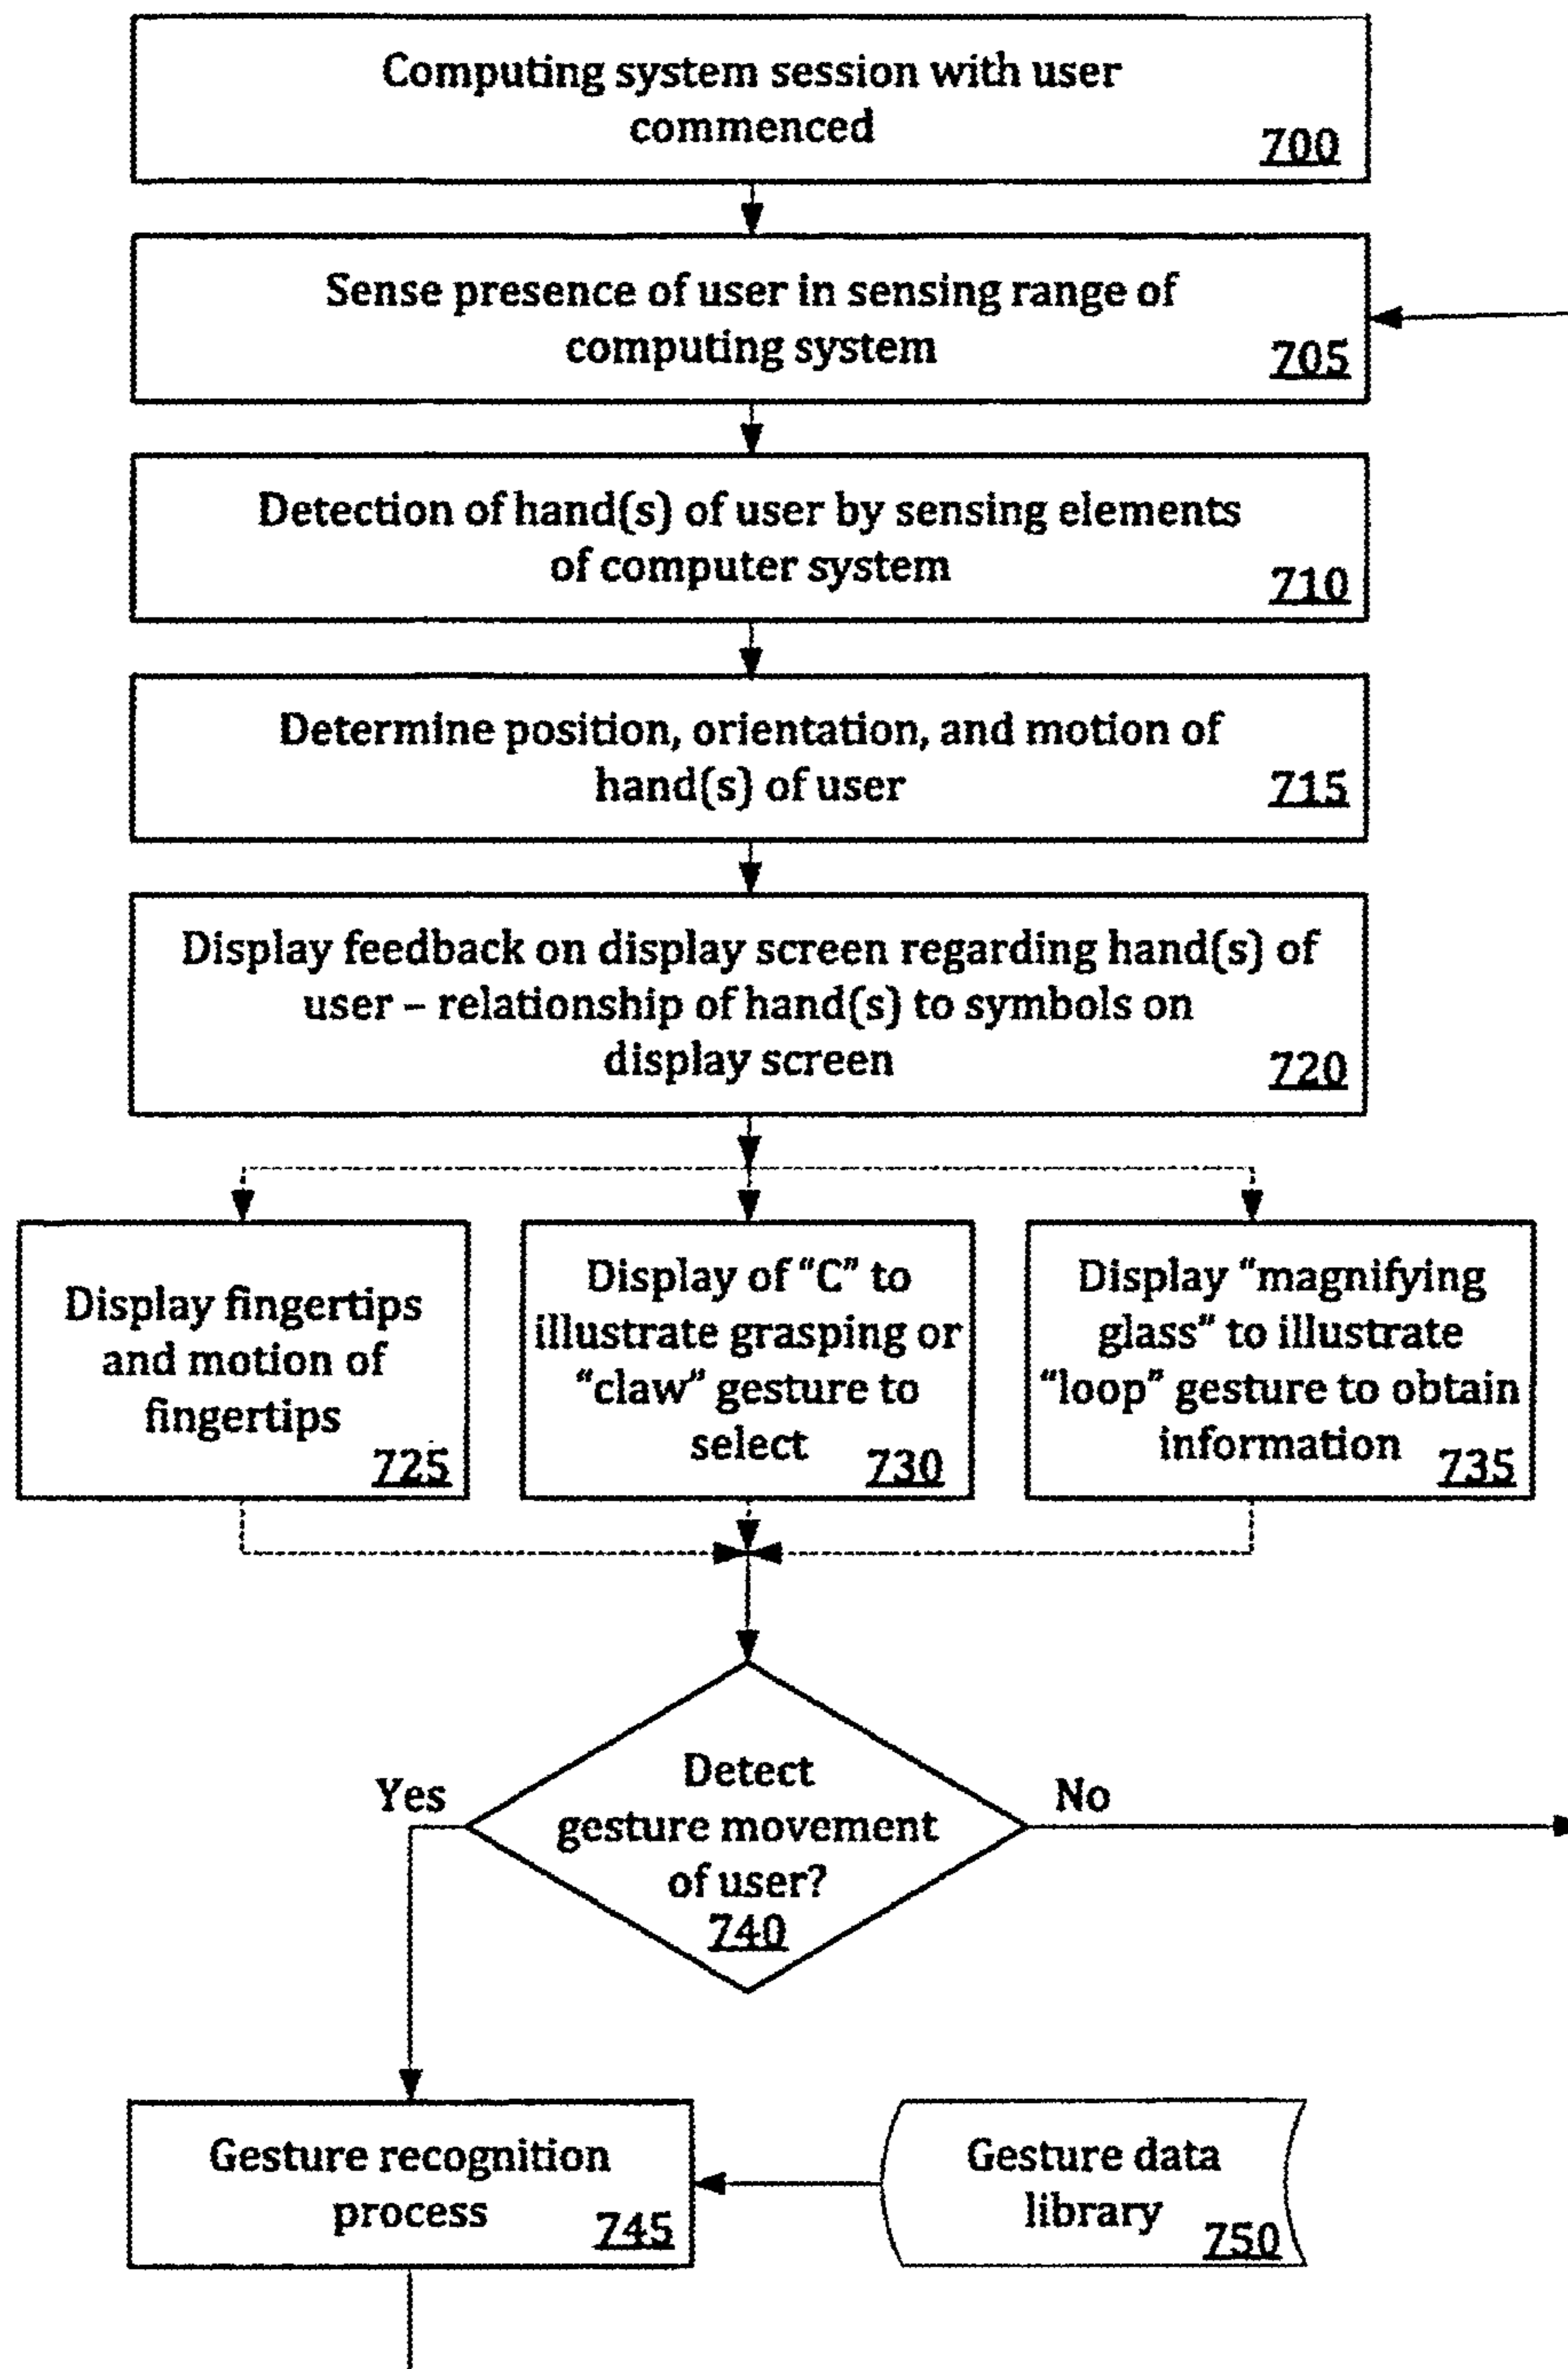 Computing system session with user
commenced
700
Sense presence of user in sensing range of
computing system
705
Detection of hand(s) of user by sensing elements
of computer system
710
Determine position, orientation, and motion of
hand(s) of user
715
Display feedback on display screen regarding hand(s) of
user – relationship of hand(s) to symbols on
display screen
720
Display fingertips
and motion of
fingertips
725
Display of “C” to
illustrate grasping or
“claw” gesture to
select
730
Display “magnifying
glass” to illustrate
“loop” gesture to obtain
information
735
Detect
gesture movement
of user?
740
Yes
No
Gesture recognition
process
745
Gesture data
library
750